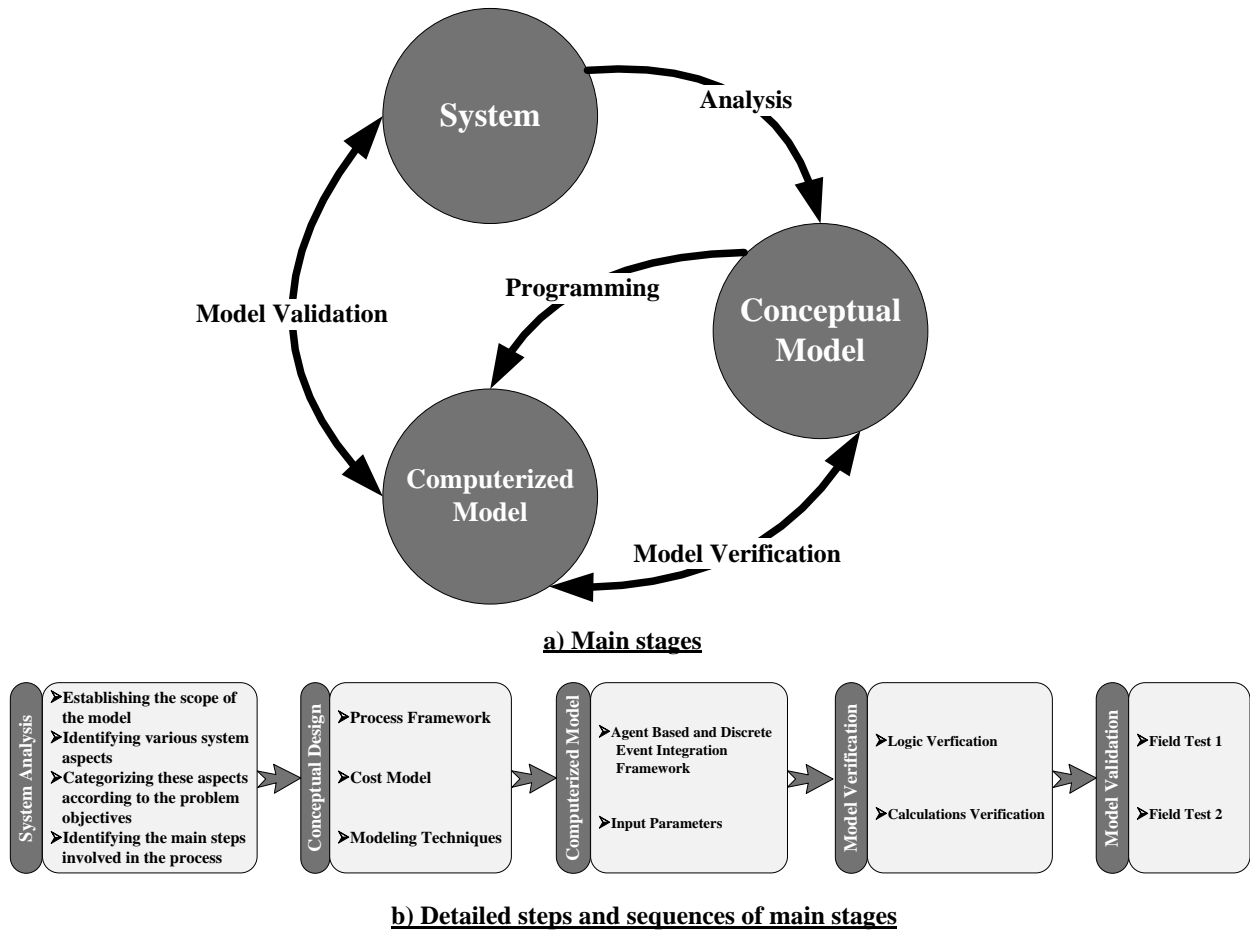 System
Analysis
Programming
Conceptual
Model
Model Validation
Computerized
Model
Model Verification
a) Main stages
System Analysis
➢Establishing the scope of
the model
➢Identifying various system
aspects
➢Categorizing these aspects
according to the problem
objectives
➢Identifying the main steps
involved in the process
Conceptual Design
➢Process Framework
➢Cost Model
➢Modeling Techniques
Computerized Model
➢Agent Based and Discrete
Event Integration
Framework
➢Input Parameters
Model Verification
➢Logic Verfication
➢Calculations Verification
Model Validation
➢Field Test 1
➢Field Test 2
b) Detailed steps and sequences of main stages